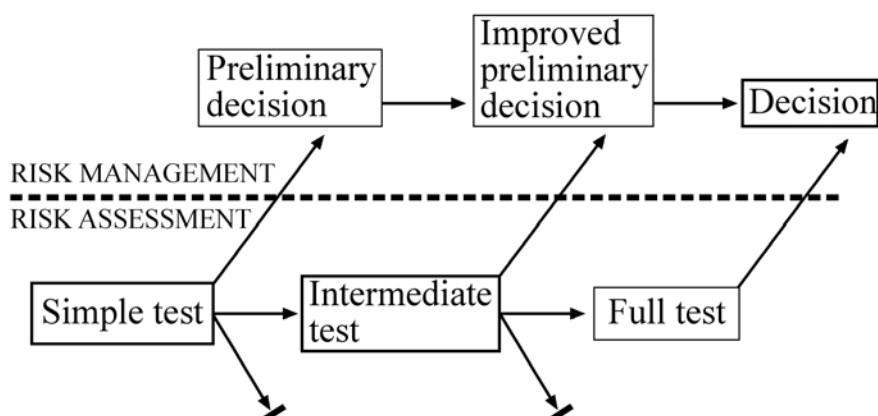 Preliminary
decision
Improved
preliminary
decision
Decision
RISK MANAGEMENT
RISK ASSESSMENT
Simple test
Intermediate
test
Full test